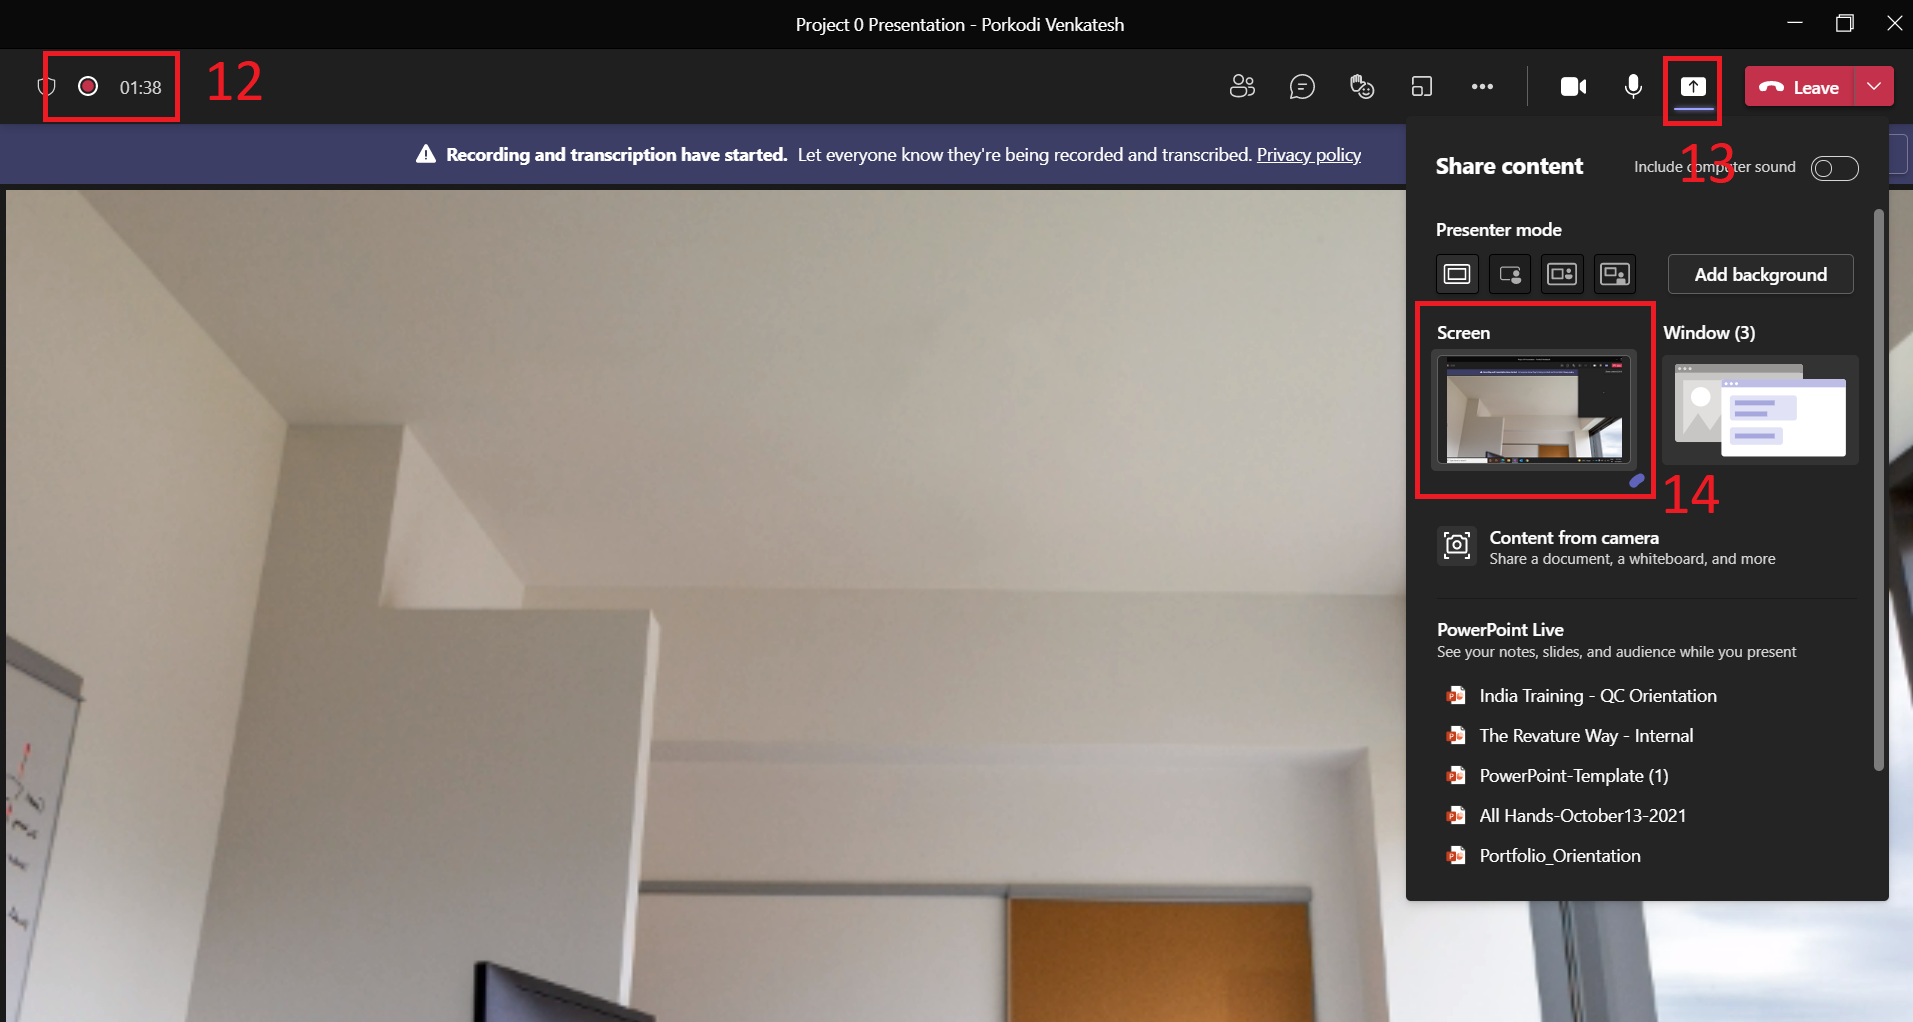 Project 0 Presentation - Porkodi Venkatesh
01:38
12
Leave
Recording and transcription have started. Let everyone know they're being recorded and transcribed. Privacy policy
Share content
Include computer sound
13
Presenter mode
Add background
Screen
Window (3)
14
Content from camera
Share a document, a whiteboard, and more
PowerPoint Live
See your notes, slides, and audience while you present
India Training - QC Orientation
The Revature Way - Internal
PowerPoint-Template (1)
All Hands-October13-2021
Portfolio_Orientation